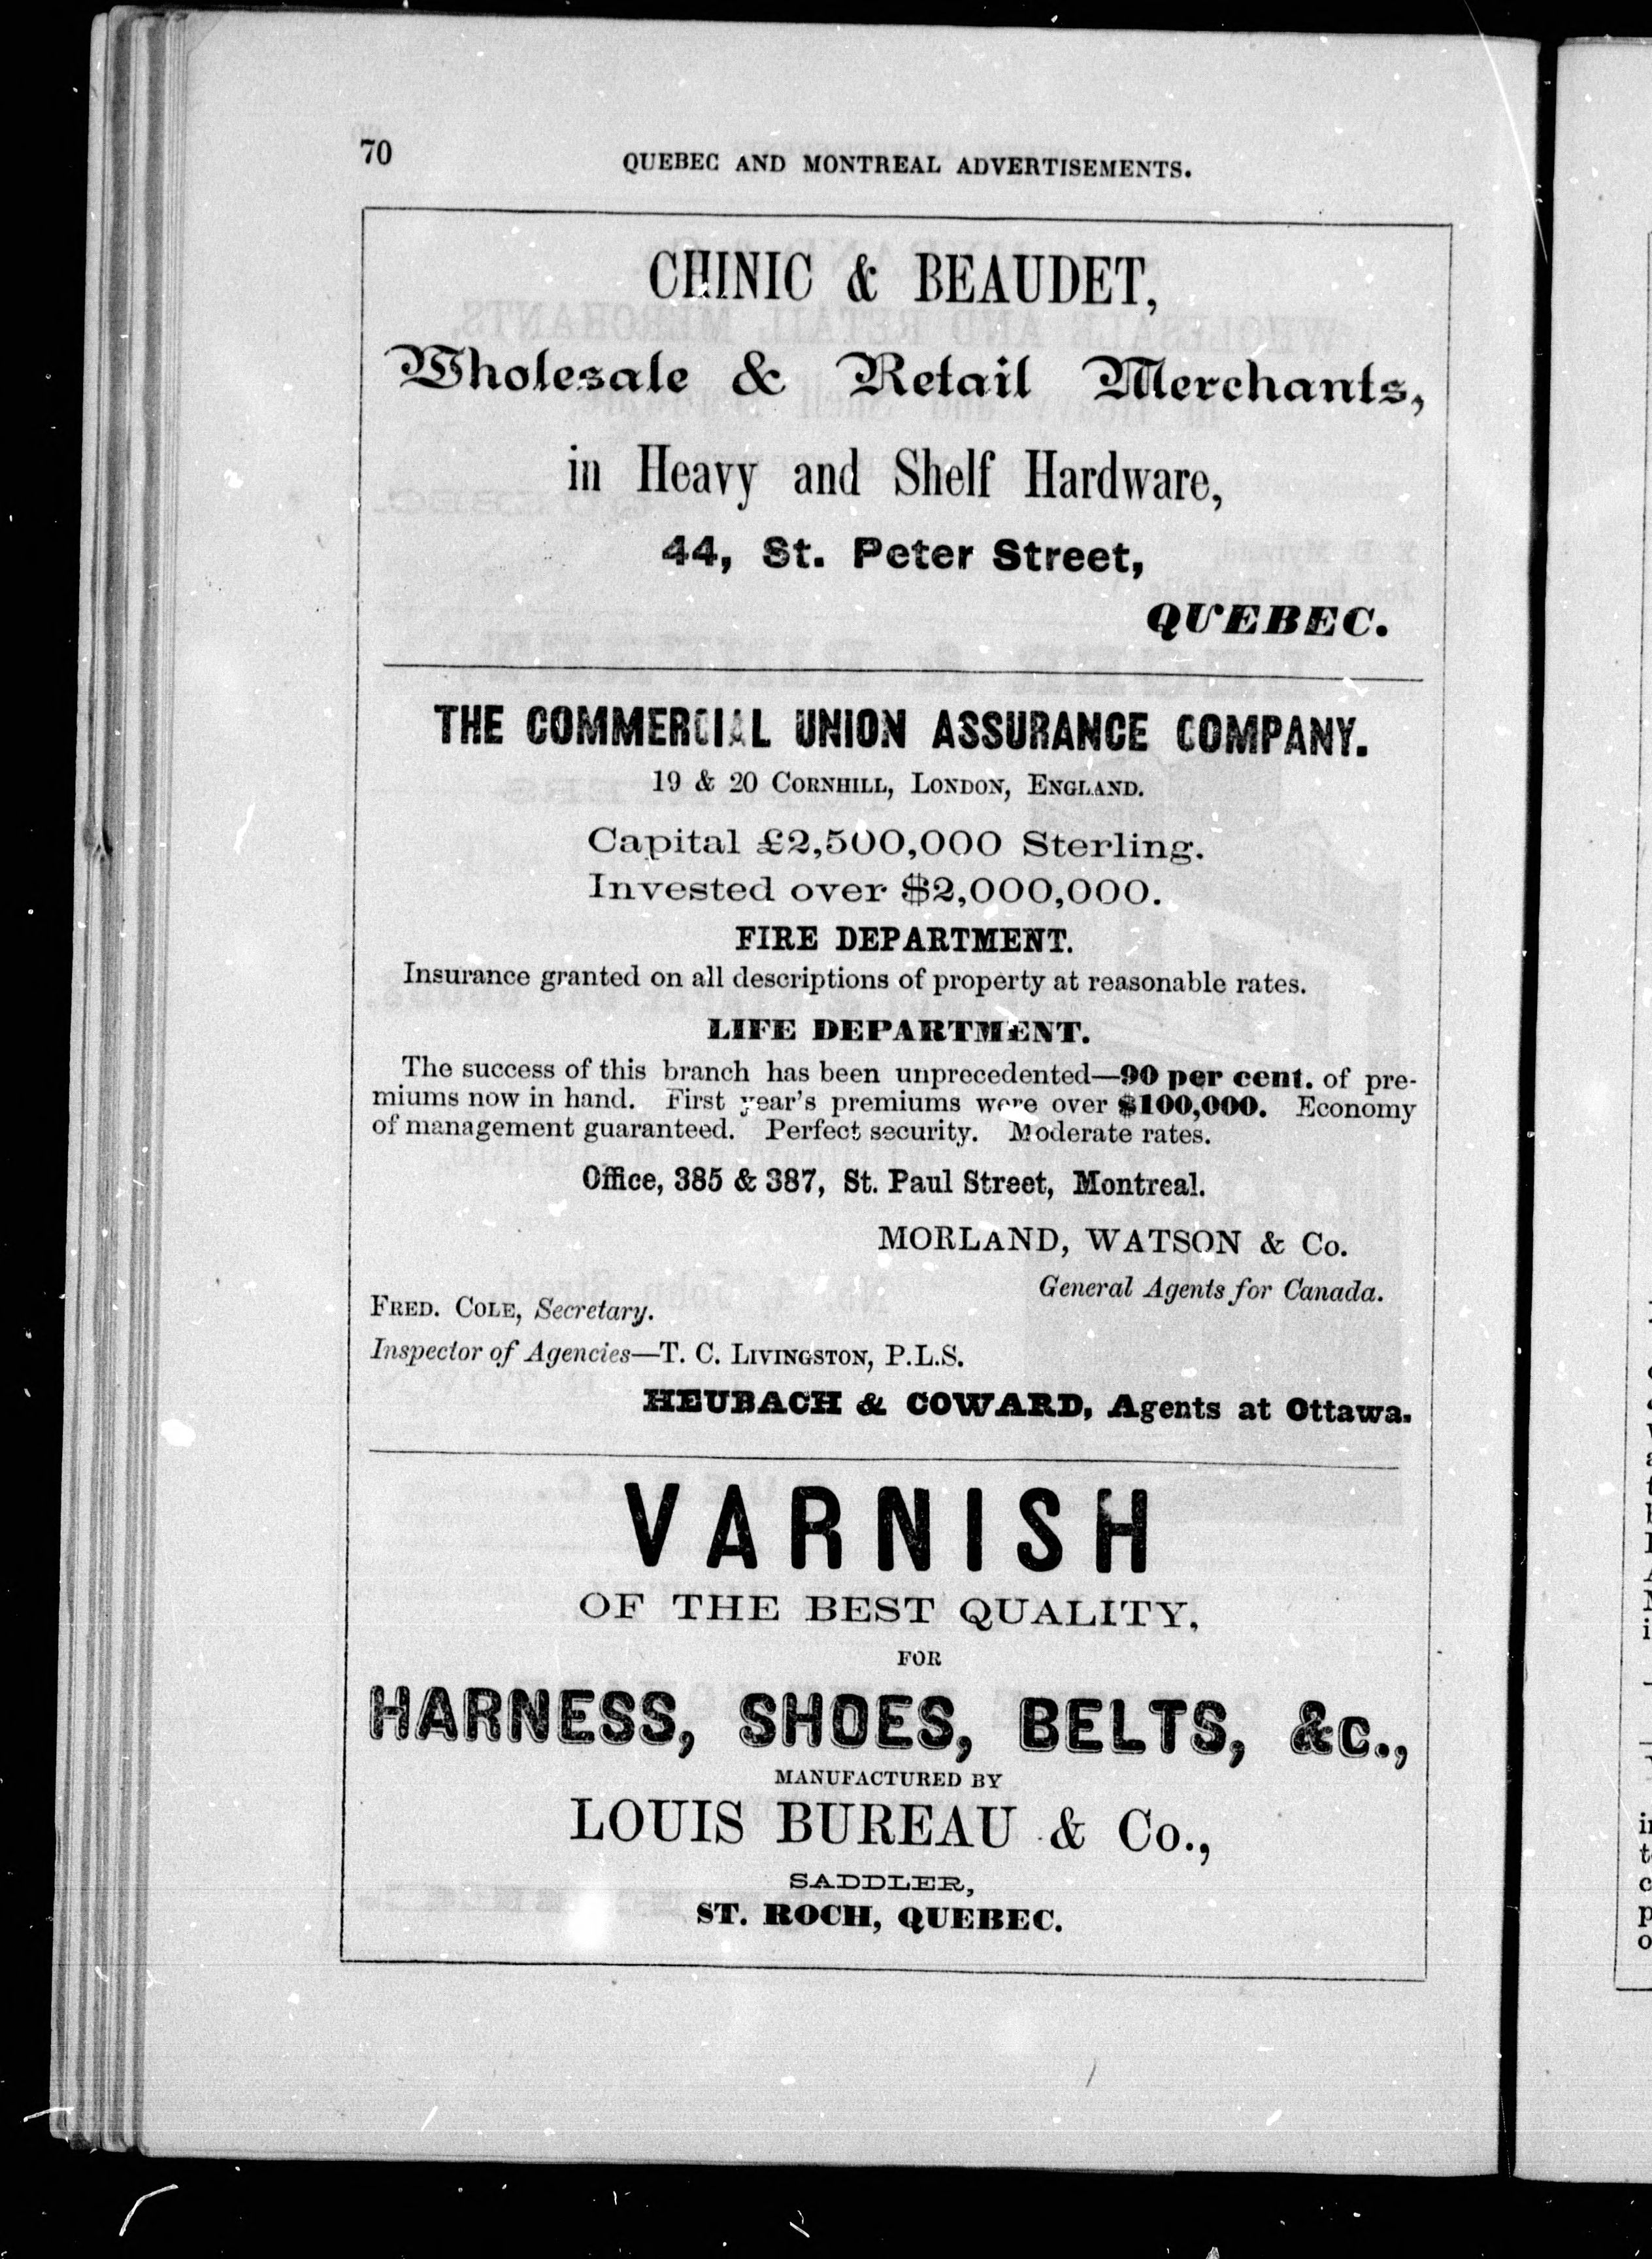 70
QUEBEC AND MONTREAL ADVERTISEMENTS.
CHINIC & BEAUDET,
Wholesale & Retail Merchants,
in Heavy and Shelf Hardware,
44, St. Peter Street,
QUEBEC.
THE COMMERCIAL UNION ASSURANCE COMPANY.
19 & 20 CORNHILL, LONDON, ENGLAND.
Capital £2,500,000 Sterling.
Invested over $2,000,000.
FIRE DEPARTMENT.
Insurance granted on all descriptions of property at reasonable rates.
LIFE DEPARTMENT.
The success of this branch has been unprecedented—90 per cent. of pre-
miums now in hand. First year's premiums were over $100,000. Economy
of management guaranteed. Perfect security. Moderate rates.
Office, 385 & 387, St. Paul Street, Montreal.
MORLAND, WATSON & Co.
General Agents for Canada.
FRED. COLE, Secretary.
Inspector of Agencies—T. C. LIVINGSTON, P.L.S.
HEUBACH & COWARD, Agents at Ottawa.
VARNISH
OF THE BEST QUALITY,
FOR
HARNESS, SHOES, BELTS, &c.,
MANUFACTURED BY
LOUIS BUREAU & Co.,
SADDLER,
ST. ROCH, QUEBEC.